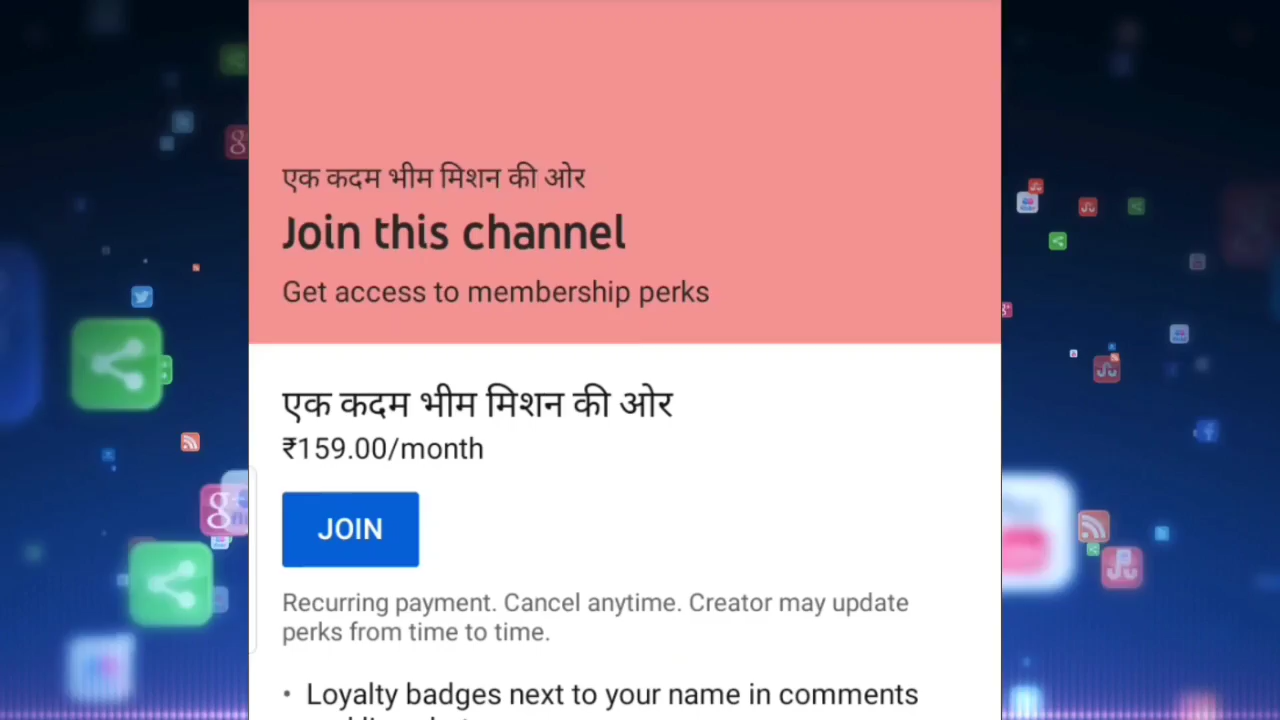 एक कदम भीम मिशन की ओर
Join this channel
Get access to membership perks
एक कदम भीम मिशन की ओर
₹159.00/month
JOIN
Recurring payment. Cancel anytime. Creator may update
perks from time to time.
• Loyalty badges next to your name in comments